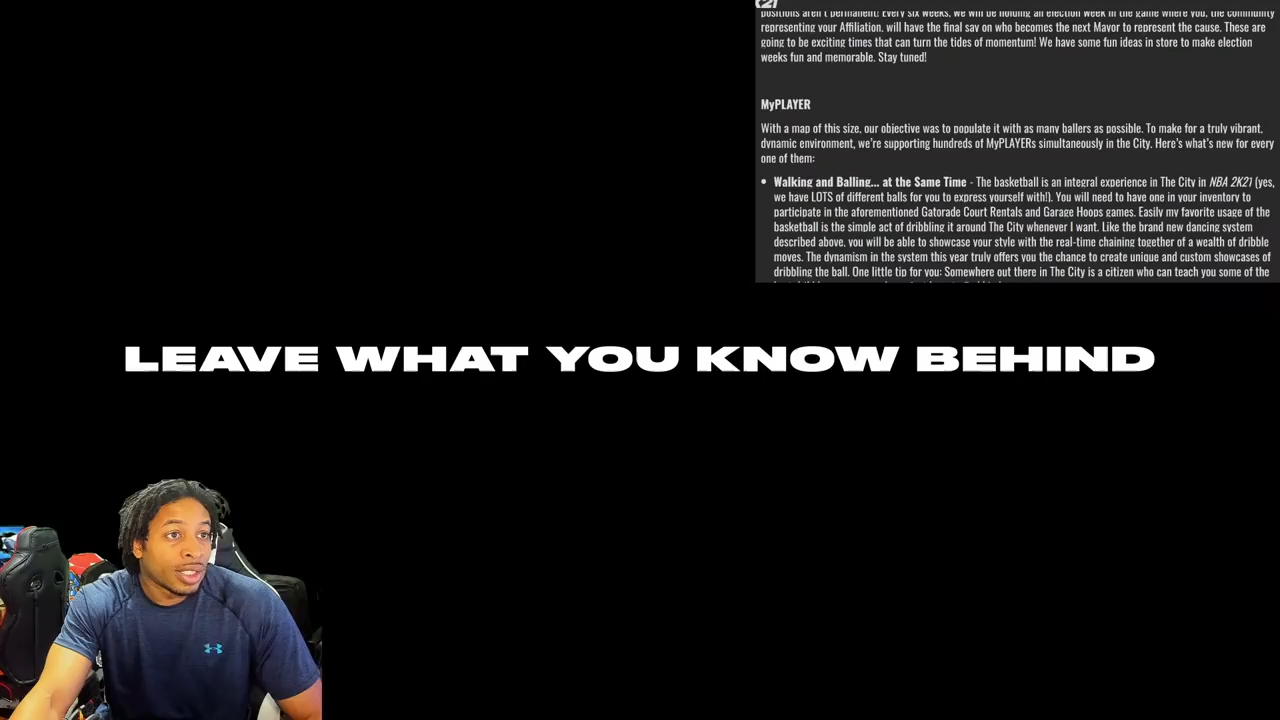 K21
positions aren't permanent! Every six weeks, we will be holding an election week in the game where you, the community
representing your Affiliation, will have the final say on who becomes the next Mayor to represent the cause. These are
going to be exciting times that can turn the tides of momentum! We have some fun ideas in store to make election
weeks fun and memorable. Stay tuned!
MyPLAYER
With a map of this size, our objective was to populate it with as many ballers as possible. To make for a truly vibrant,
dynamic environment, we're supporting hundreds of MyPLAYERs simultaneously in the City. Here's what's new for every
one of them:
• Walking and Balling... at the Same Time - The basketball is an integral experience in The City in NBA 2K21 (yes,
we have LOTS of different balls for you to express yourself with!). You will need to have one in your inventory to
participate in the aforementioned Gatorade Court Rentals and Garage Hoops games. Easily my favorite usage of the
basketball is the simple act of dribbling it around The City whenever I want. Like the brand new dancing system
described above, you will be able to showcase your style with the real-time chaining together of a wealth of dribble
moves. The dynamism in the system this year truly offers you the chance to create unique and custom showcases of
dribbling the ball. One little tip for you: Somewhere out there in The City is a citizen who can teach you some of the
LEAVE WHAT YOU KNOW BEHIND